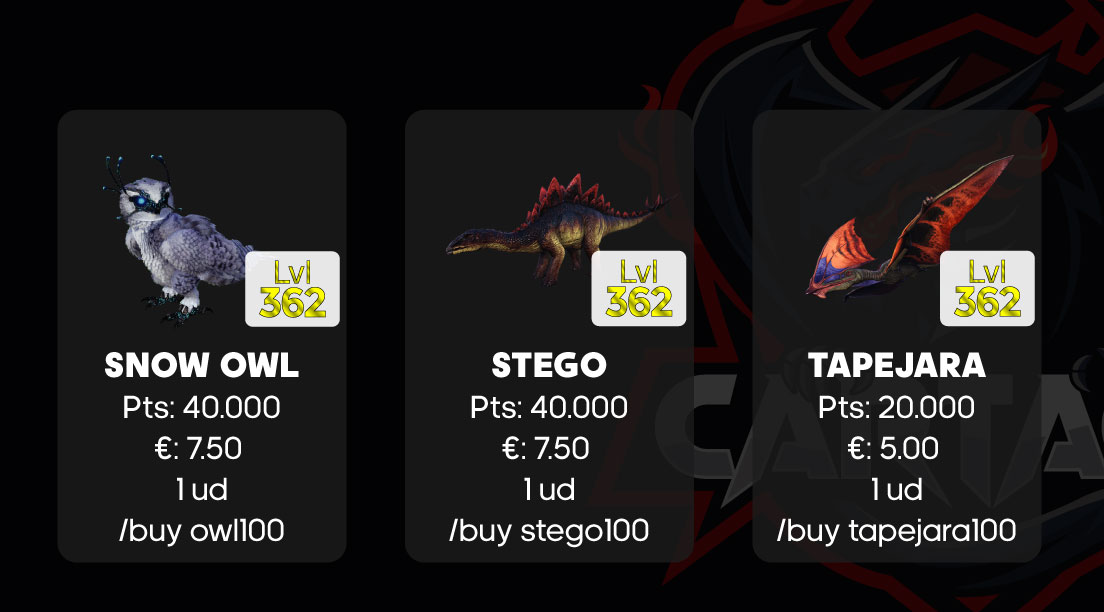 Lvl
362
SNOW OWL
Pts: 40.000
€: 7.50
1 ud
/buy owl100
Lvl
362
STEGO
Pts: 40.000
€: 7.50
1 ud
/buy stego100
Lvl
362
TAPEJARA
Pts: 20.000
€: 5.00
1 ud
/buy tapejara100